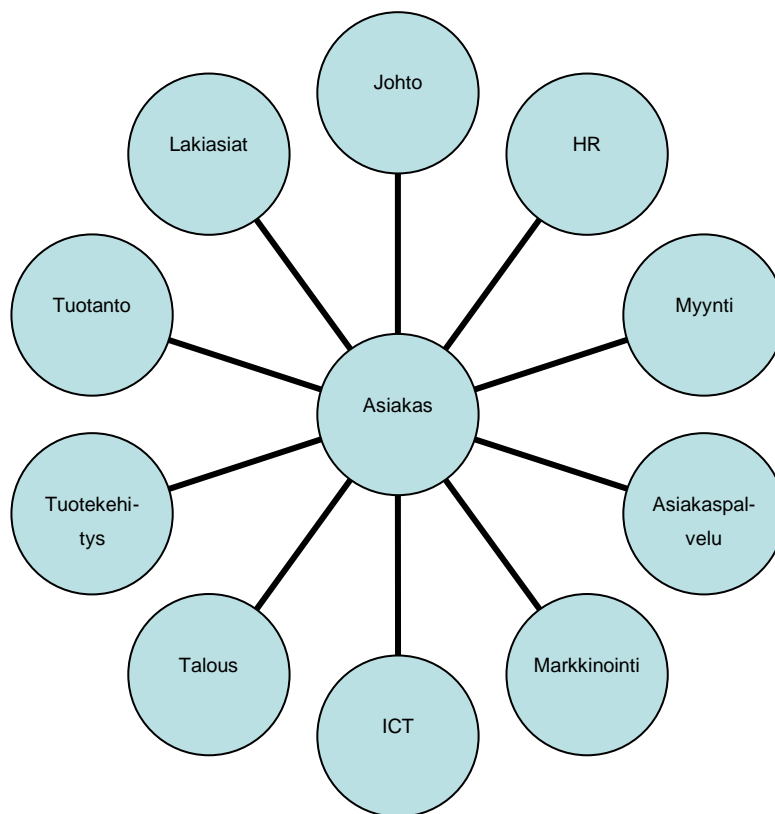 Johto
Lakiasiat
HR
Tuotanto
Myynti
Asiakas
Tuotekehi-
tys
Asiakaspal-
velu
Talous
Markkinointi
ICT